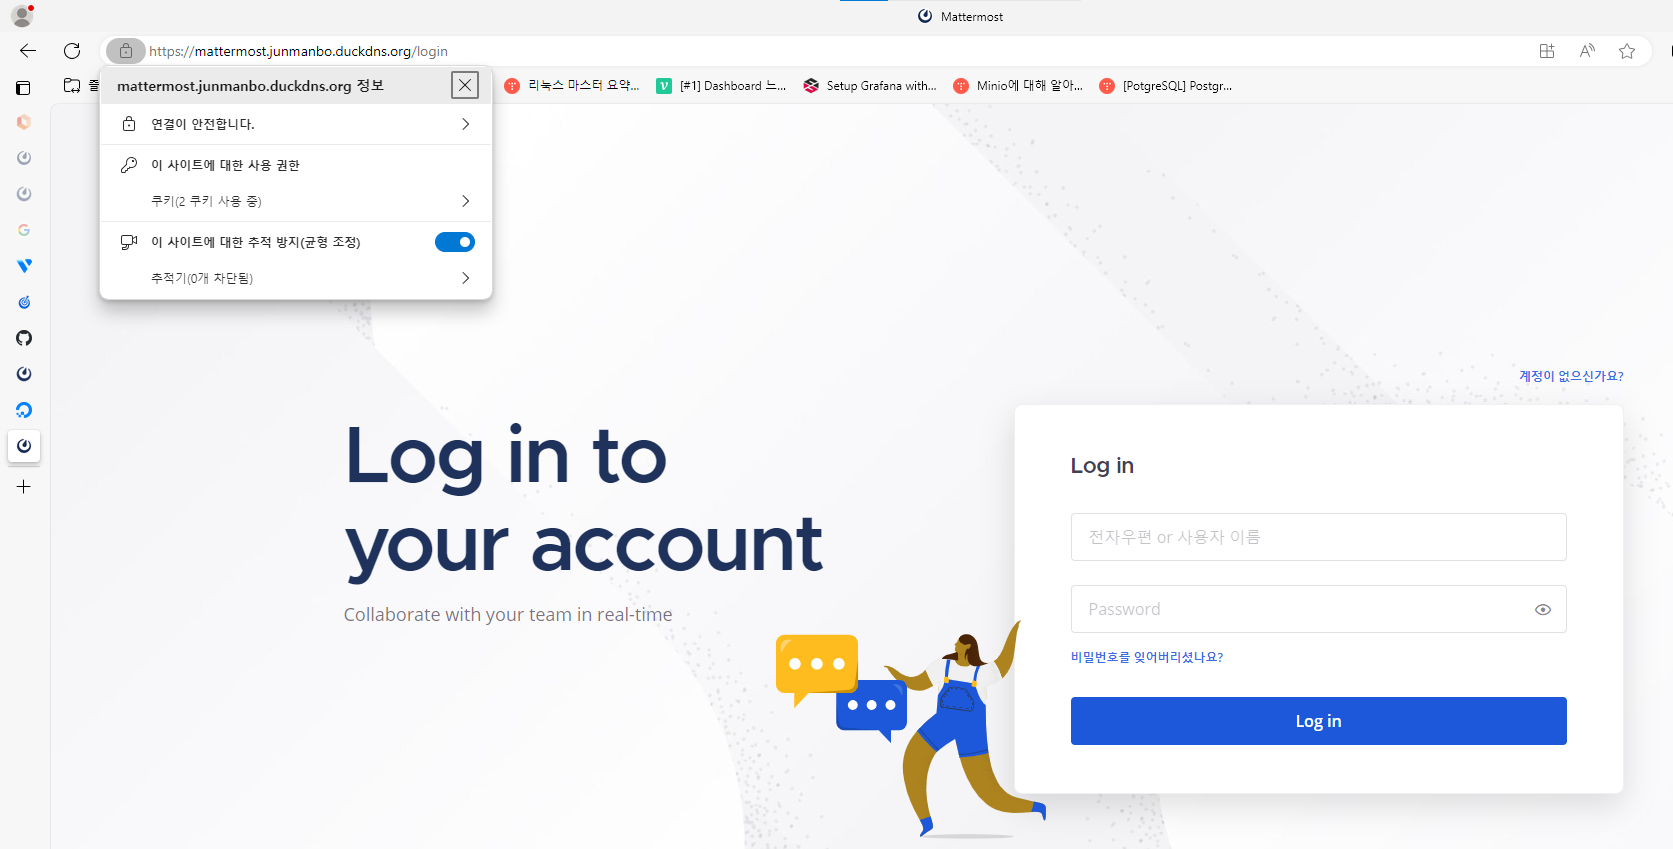 Mattermost
https://mattermost.junmanbo.duckdns.org/login
즐
리눅스 마스터 요약...
[#1] Dashboard 느...
Setup Grafana with...
Minio에 대해 알아...
[PotgreSQL] Postgr...
mattermost.junmanbo.duckdns.org 정보
연결이 안전합니다.
이 사이트에 대한 사용 권한
쿠키(2 쿠키 사용 중)
이 사이트에 대한 추적 방지(균형 조정)
추적기(0개 차단됨)
계정이 없으신가요?
Log in to
your account
Collaborate with your team in real-time
Log in
전자우편 or 사용자 이름
Password
비밀번호를 잊어버리셨나요?
Log in